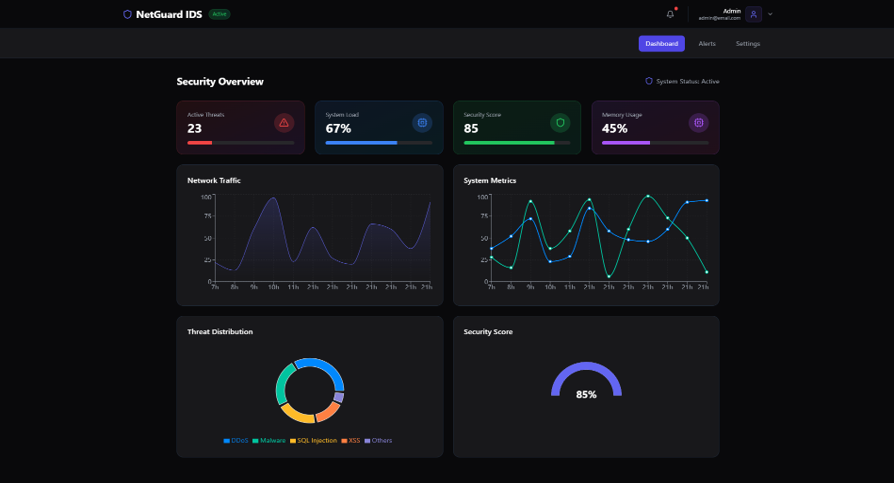 NetGuard IDS Active
Admin
admin@email.com
Dashboard Alerts Settings
Security Overview
System Status: Active
Active Threats
23
System Load
67%
Security Score
85
Memory Usage
45%
Network Traffic
100
75
50
25
0
7h 8h 9h 10h 11h 21h 21h 21h 21h 21h 21h 21h
System Metrics
100
75
50
25
0
7h 8h 9h 10h 11h 21h 21h 21h 21h 21h 21h 21h
Threat Distribution
DDoS Malware SQL Injection XSS Others
Security Score
85%